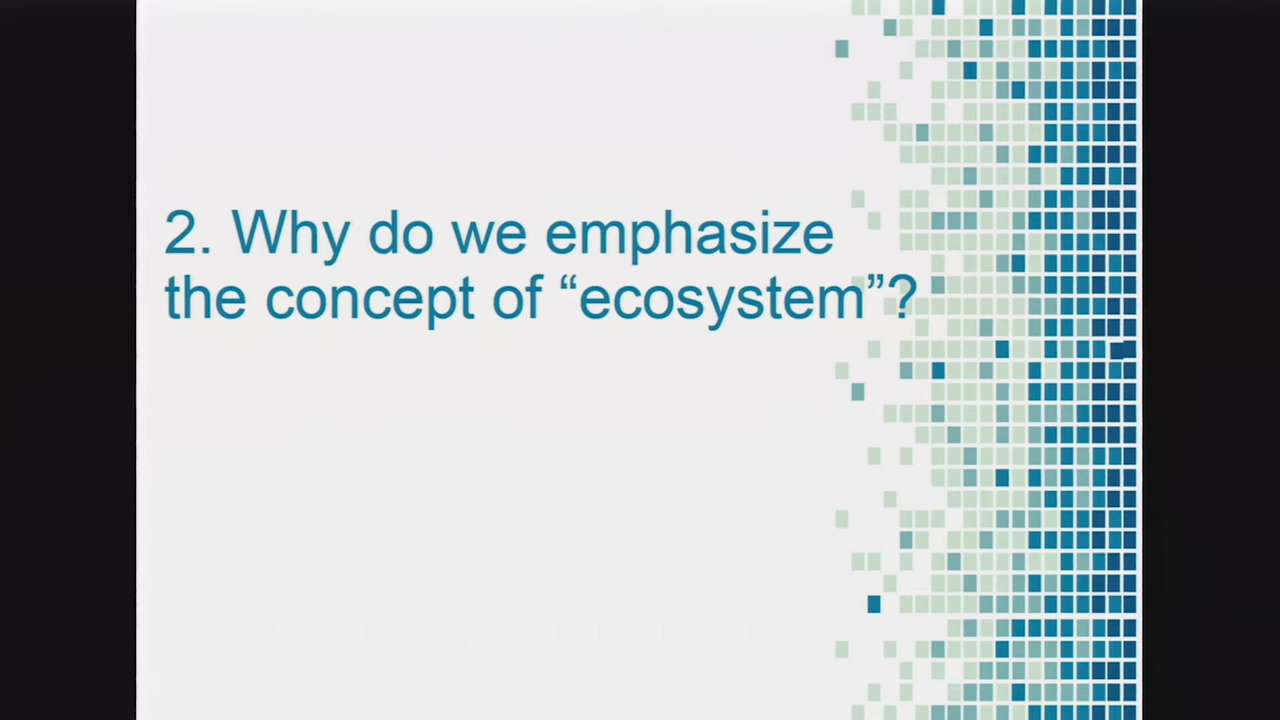 2. Why do we emphasize
the concept of “ecosystem”?